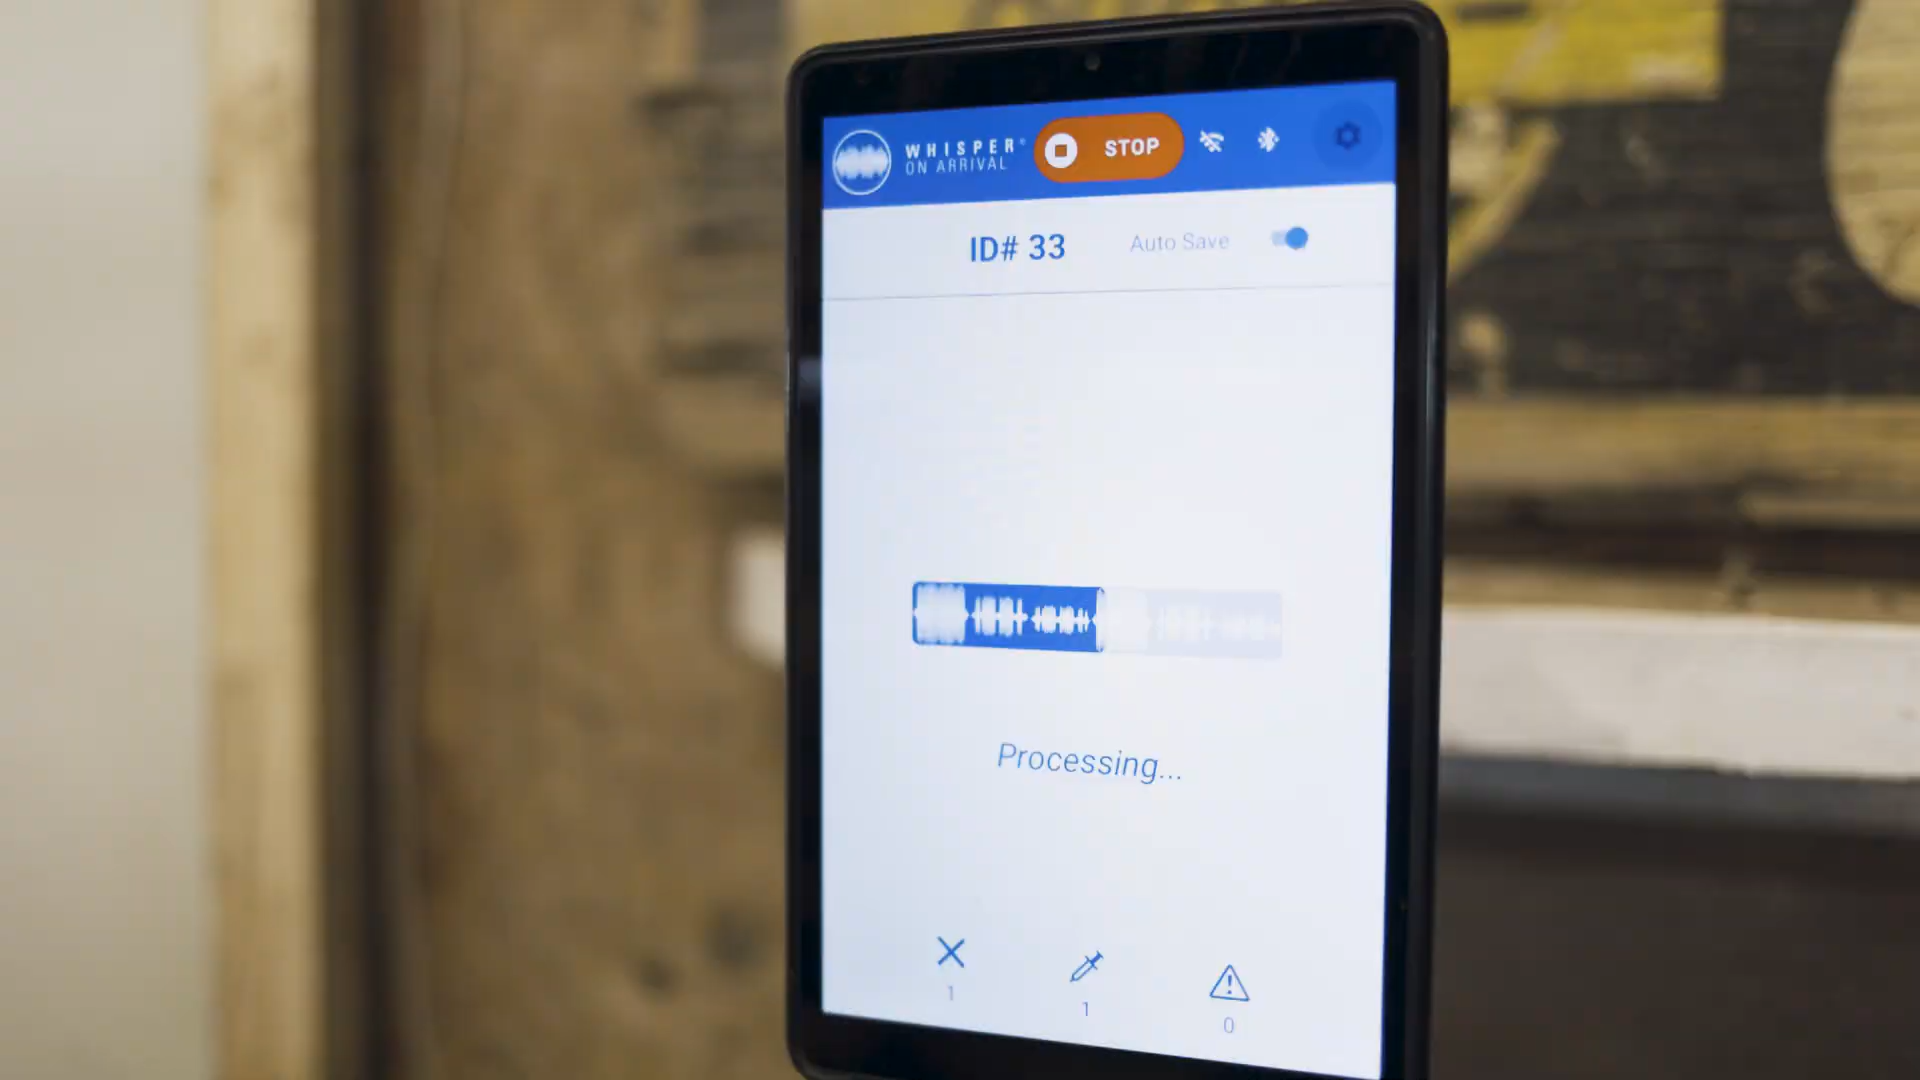 WHISPER®
ON ARRIVAL
STOP
ID# 33
Auto Save
Processing...
1
1
0